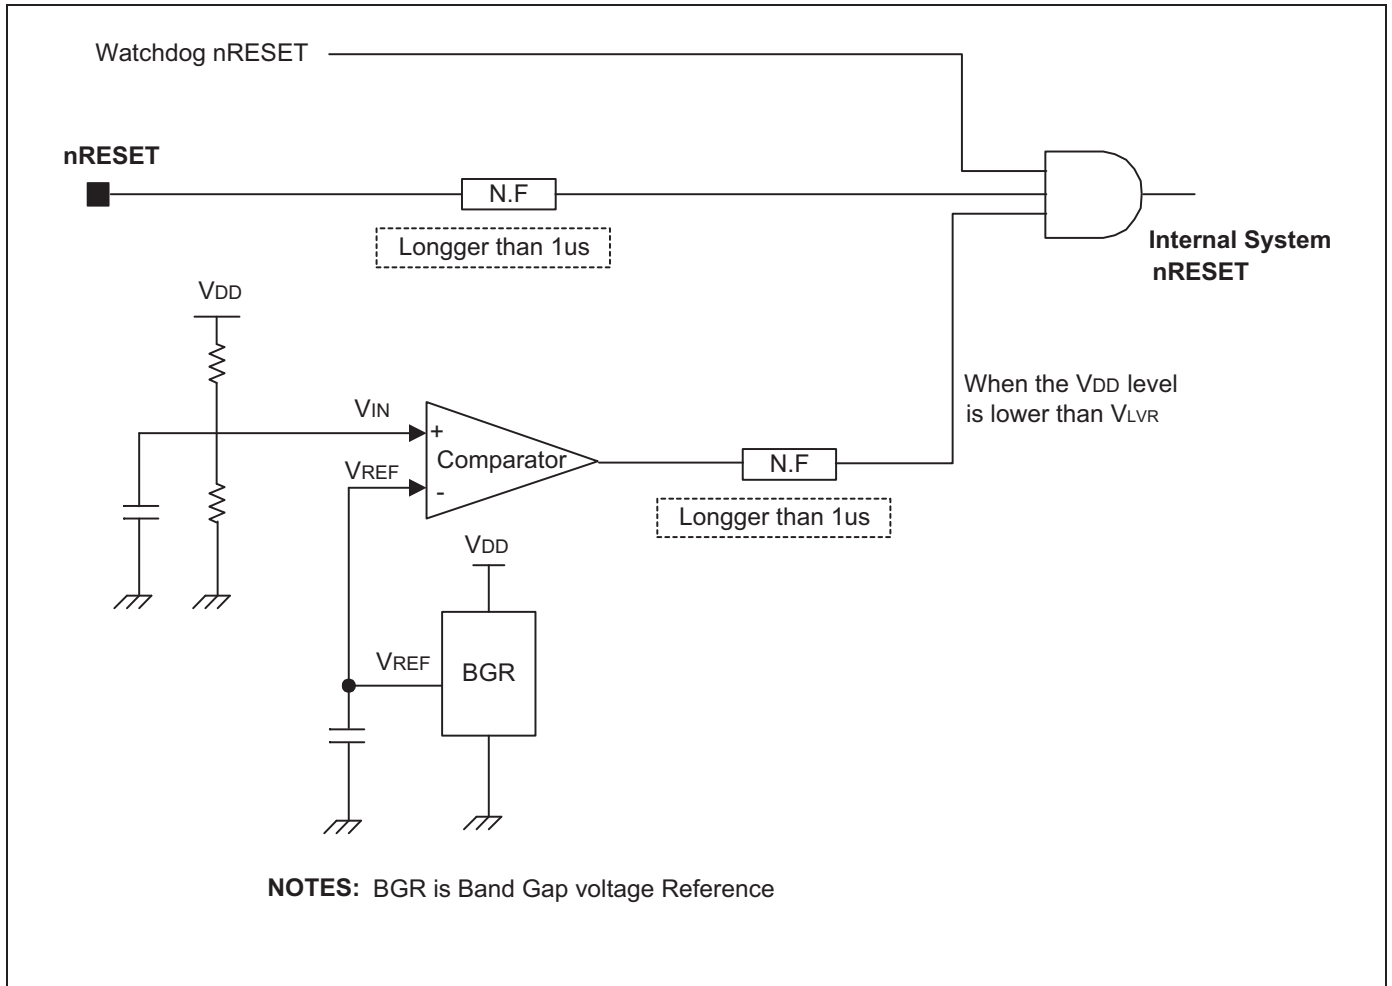 Watchdog nRESET
nRESET
N.F
Longger than 1us
Internal System
nRESET
VDD
When the VDD level
is lower than VLVR
VIN
+
Comparator
VREF
-
N.F
Longger than 1us
VDD
VREF
BGR
NOTES: BGR is Band Gap voltage Reference